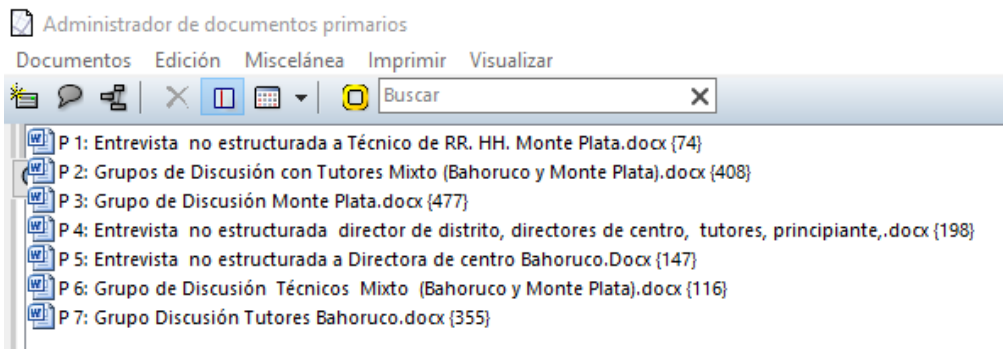 Administrador de documentos primarios
Documentos Edición Miscelánea Imprimir Visualizar
Buscar
P 1: Entrevista  no estructurada a Técnico de RR. HH. Monte Plata.docx {74}
P 2: Grupos de Discusión con Tutores Mixto (Bahoruco y Monte Plata).docx {408}
P 3: Grupo de Discusión Monte Plata.docx {477}
P 4: Entrevista  no estructurada  director de distrito, directores de centro,  tutores, principiante,.docx {198}
P 5: Entrevista  no estructurada a Directora de centro Bahoruco.Docx {147}
P 6: Grupo de Discusión  Técnicos  Mixto  (Bahoruco y Monte Plata).docx {116}
P 7: Grupo Discusión Tutores Bahoruco.docx {355}